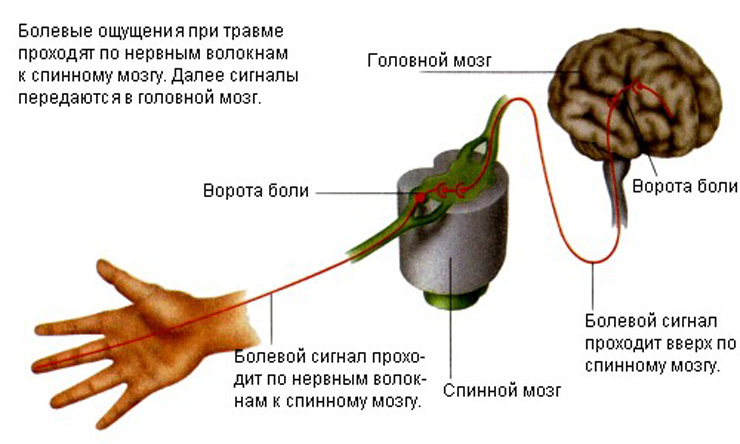 Болевые ощущения при травме
проходят по нервным волокнам
к спинному мозгу. Далее сигналы
передаются в головной мозг.
Головной мозг
Ворота боли
Ворота боли
Болевой сигнал
проходит вверх по
спинному мозгу.
Болевой сигнал прохо-
дит по нервным волок-
нам к спинному мозгу.
Спинной мозг